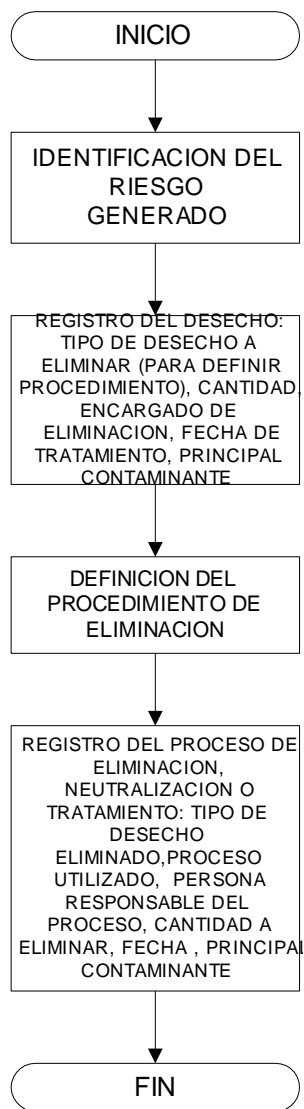 INICIO
IDENTIFICACION DEL
RIESGO
GENERADO
REGISTRO DEL DESECHO:
TIPO DE DESECHO A
ELIMINAR (PARA DEFINIR
PROCEDIMIENTO), CANTIDAD,
ENCARGADO DE
ELIMINACION, FECHA DE
TRATAMIENTO, PRINCIPAL
CONTAMINANTE
DEFINICION DEL
PROCEDIMIENTO DE
ELIMINACION
REGISTRO DEL PROCESO DE
ELIMINACION,
NEUTRALIZACION O
TRATAMIENTO: TIPO DE
DESECHO
ELIMINADO,PROCESO
UTILIZADO, PERSONA
RESPONSABLE DEL
PROCESO, CANTIDAD A
ELIMINAR, FECHA , PRINCIPAL
CONTAMINANTE
FIN